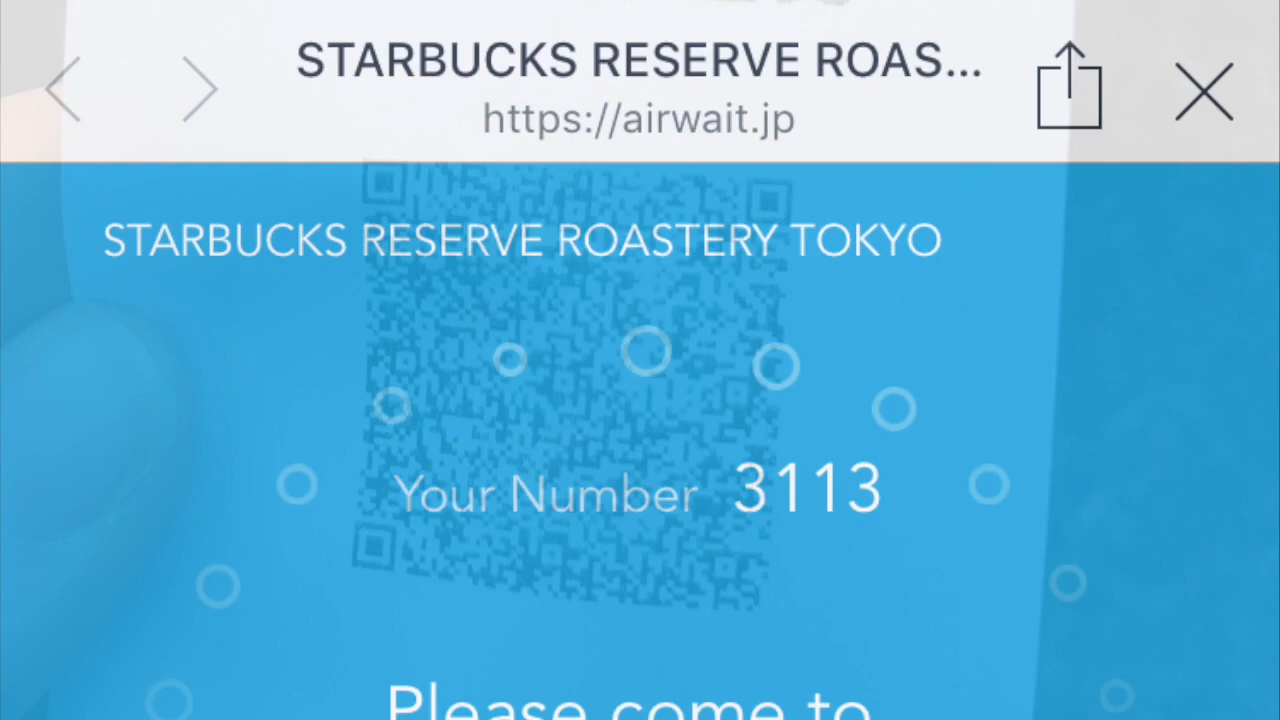 STARBUCKS RESERVE ROAS...
https://airwait.jp
STARBUCKS RESERVE ROASTERY TOKYO
Your Number 3113
Please come to